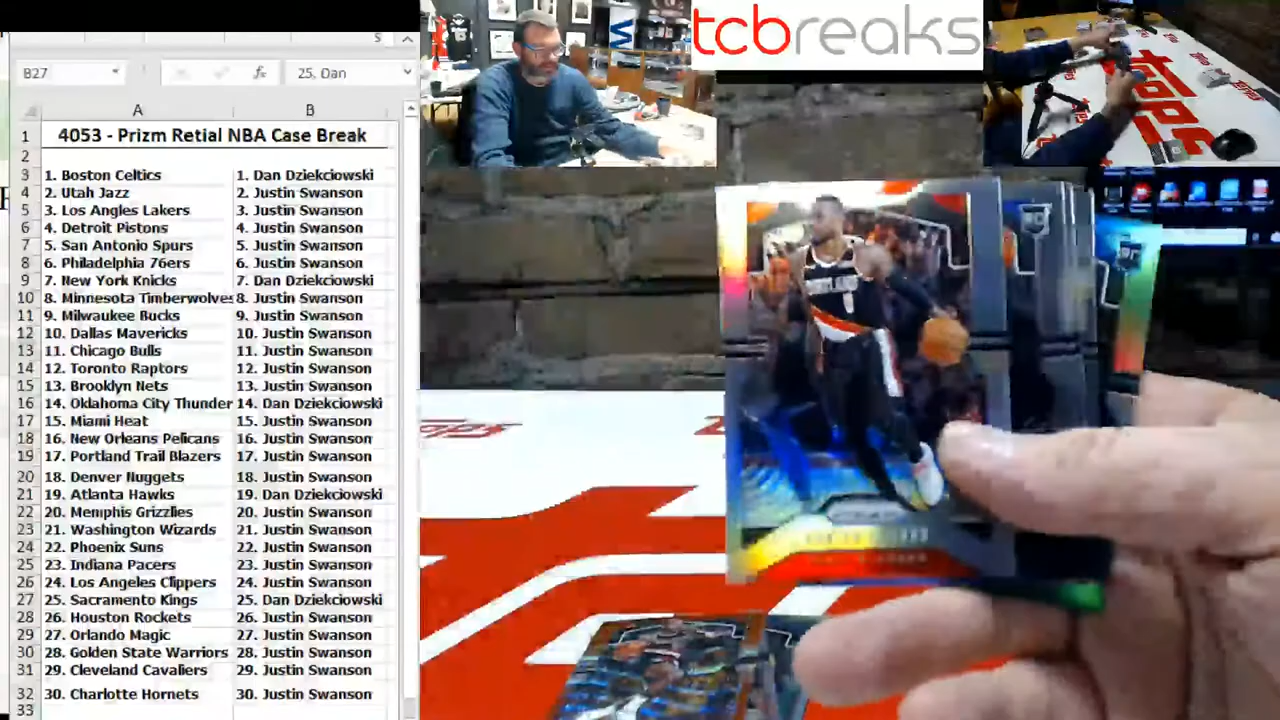 tcbreaks
S
B27
fx
25, Dan
A B
1 4053 - Prizm Retial NBA Case Break
2
3 1. Boston Celtics 1. Dan Dziekciowski
4 2. Utah Jazz 2. Justin Swanson
5 3. Los Angles Lakers 3. Justin Swanson
6 4. Detroit Pistons 4. Justin Swanson
7 5. San Antonio Spurs 5. Justin Swanson
8 6. Philadelphia 76ers 6. Justin Swanson
9 7. New York Knicks 7. Dan Dziekciowski
10 8. Minnesota Timberwolves 8. Justin Swanson
11 9. Milwaukee Bucks 9. Justin Swanson
12 10. Dallas Mavericks 10. Justin Swanson
13 11. Chicago Bulls 11. Justin Swanson
14 12. Toronto Raptors 12. Justin Swanson
15 13. Brooklyn Nets 13. Justin Swanson
16 14. Oklahoma City Thunder 14. Dan Dziekciowski
17 15. Miami Heat 15. Justin Swanson
18 16. New Orleans Pelicans 16. Justin Swanson
19 17. Portland Trail Blazers 17. Justin Swanson
20 18. Denver Nuggets 18. Justin Swanson
21 19. Atlanta Hawks 19. Dan Dziekciowski
22 20. Memphis Grizzlies 20. Justin Swanson
23 21. Washington Wizards 21. Justin Swanson
24 22. Phoenix Suns 22. Justin Swanson
25 23. Indiana Pacers 23. Justin Swanson
26 24. Los Angeles Clippers 24. Justin Swanson
27 25. Sacramento Kings 25. Dan Dziekciowski
28 26. Houston Rockets 26. Justin Swanson
29 27. Orlando Magic 27. Justin Swanson
30 28. Golden State Warriors 28. Justin Swanson
31 29. Cleveland Cavaliers 29. Justin Swanson
32 30. Charlotte Hornets 30. Justin Swanson
33
topps